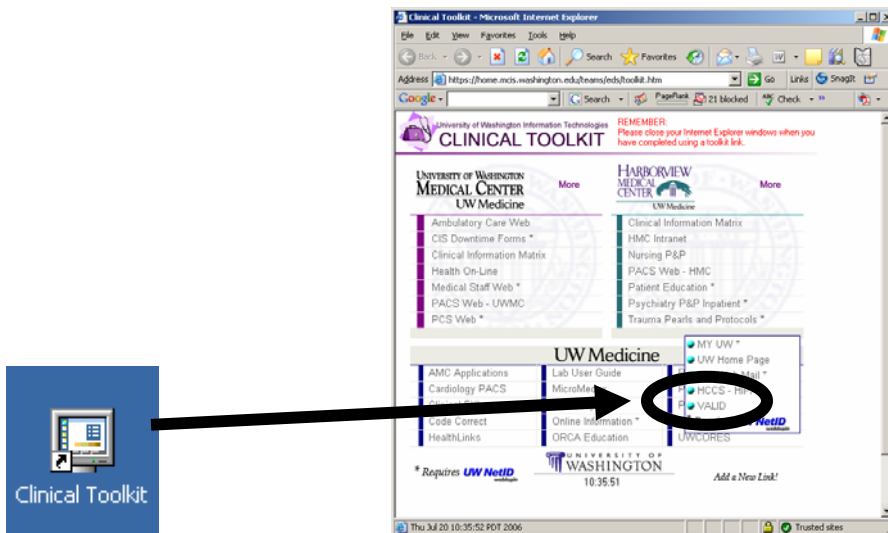 Clinical Toolkit
Clinical Toolkit - Microsoft Internet Explorer
File Edit View Favorites Tools Help
Back Search Favorites
Address https://home.mcis.washington.edu/teams/eds/toolkit.htm Go Links SnagIt
Google Search PageRank 21 blocked ABC Check
University of Washington Information Technologies
CLINICAL TOOLKIT
REMEMBER:
Please close your Internet Explorer windows when you
have completed using a toolkit link.
UNIVERSITY OF WASHINGTON
MEDICAL CENTER
UW Medicine
More
HARBORVIEW
MEDICAL
CENTER
UW Medicine
More
Ambulatory Care Web
CIS Downtime Forms *
Clinical Information Matrix
Health On-Line
Medical Staff Web *
PACS Web - UWMC
PCS Web *
Clinical Information Matrix
HMC Intranet
Nursing P&P
PACS Web - HMC
Patient Education *
Psychiatry P&P Inpatient *
Trauma Pearls and Protocols *
MY UW *
UW Home Page
Mail *
HCCS -
VALID
NetID
weblogin
UW Medicine
AMC Applications
Cardiology PACS
Code Correct
HealthLinks
Lab User Guide
Online Information *
ORCA Education
UWCORES
* Requires UW NetID
weblogin
UNIVERSITY OF
WASHINGTON
10:35:51
Add a New Link!
Thu Jul 20 10:35:52 PDT 2006 Trusted sites